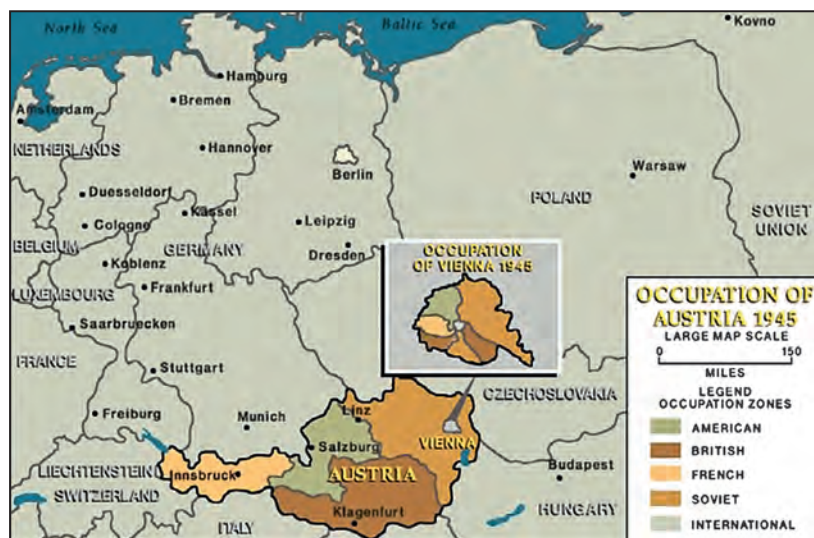 North Sea
Baltic Sea
Kovno
Hamburg
Bremen
Amsterdam
NETHERLANDS
Hannover
Berlin
Warsaw
POLAND
Duesseldorf
Kassel
Leipzig
SOVIET
UNION
Cologne
BELGIUM
GERMANY
Dresden
Koblenz
LUXEMBOURG
Frankfurt
Saarbruecken
FRANCE
Stuttgart
Freiburg
Munich
OCCUPATION
OF VIENNA 1945
CZECHOSLOVAKIA
Linz
VIENNA
Salzburg
LIECHTENSTEIN
Innsbruck
AUSTRIA
SWITZERLAND
Budapest
HUNGARY
Klagenfurt
ITALY
OCCUPATION OF
AUSTRIA 1945
LARGE MAP SCALE
0 150
MILES
LEGEND
OCCUPATION ZONES
AMERICAN
BRITISH
FRENCH
SOVIET
INTERNATIONAL